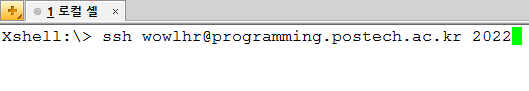 1 로컬 셸
Xshell:\> ssh wowlhr@programming.postech.ac.kr 2022